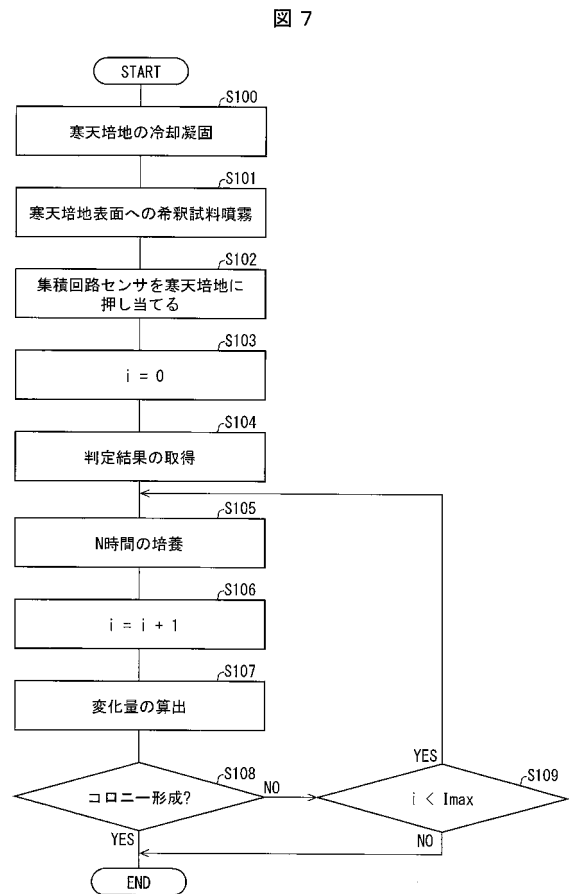 図 7
START
S100
寒天培地の冷却凝固
S101
寒天培地表面への希釈試料噴霧
S102
集積回路センサを寒天培地に
押し当てる
S103
i = 0
S104
判定結果の取得
S105
N時間の培養
S106
i = i + 1
S107
変化量の算出
S108
コロニー形成?
NO
YES
S109
i < Imax
YES
NO
END